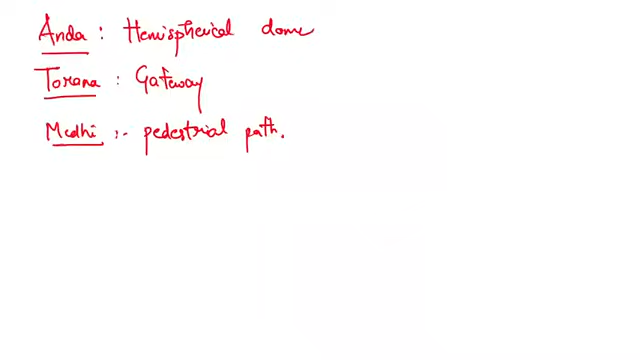 Anda : Hemispherical dome
Torana : Gateway
Medhi :- pedestrial path.